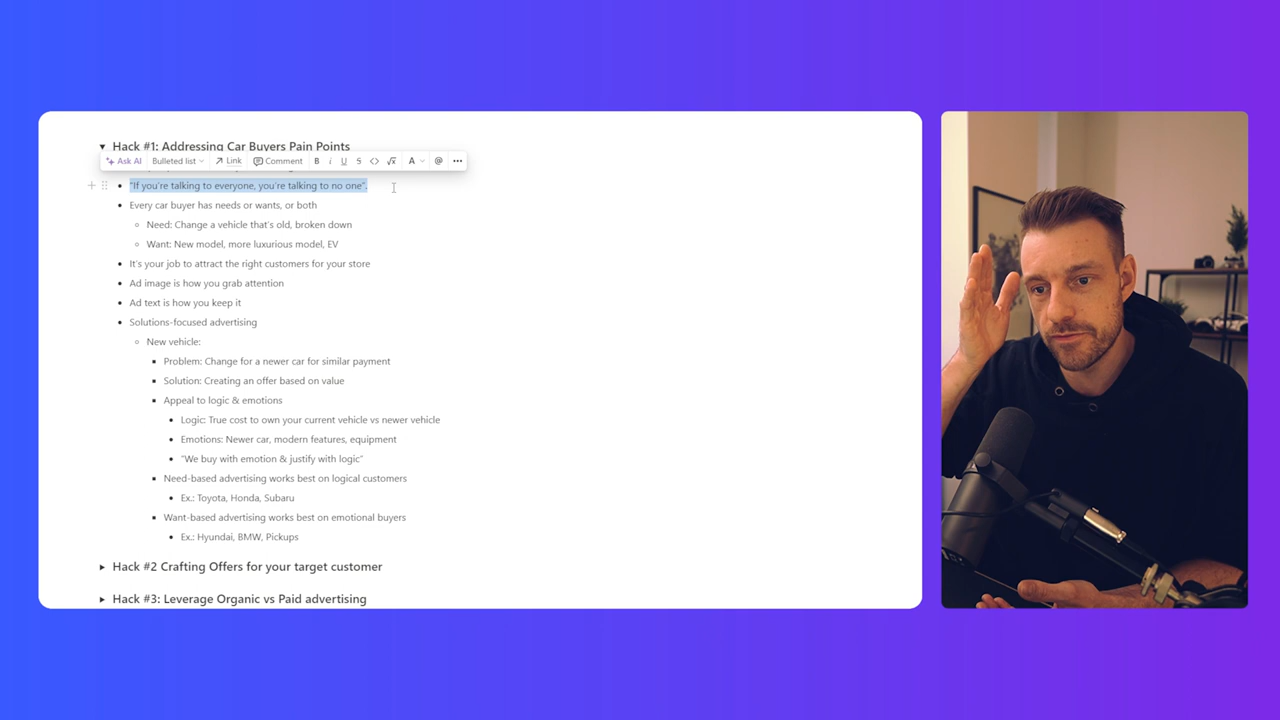 Hack #1: Addressing Car Buyers Pain Points
Ask AI Bulleted list Link Comment B i U S <> √x A @ •••
"If you're talking to everyone, you're talking to no one".
Every car buyer has needs or wants, or both
Need: Change a vehicle that's old, broken down
Want: New model, more luxurious model, EV
It's your job to attract the right customers for your store
Ad image is how you grab attention
Ad text is how you keep it
Solutions-focused advertising
New vehicle:
Problem: Change for a newer car for similar payment
Solution: Creating an offer based on value
Appeal to logic & emotions
Logic: True cost to own your current vehicle vs newer vehicle
Emotions: Newer car, modern features, equipment
"We buy with emotion & justify with logic"
Need-based advertising works best on logical customers
Ex.: Toyota, Honda, Subaru
Want-based advertising works best on emotional buyers
Ex.: Hyundai, BMW, Pickups
Hack #2 Crafting Offers for your target customer
Hack #3: Leverage Organic vs Paid advertising